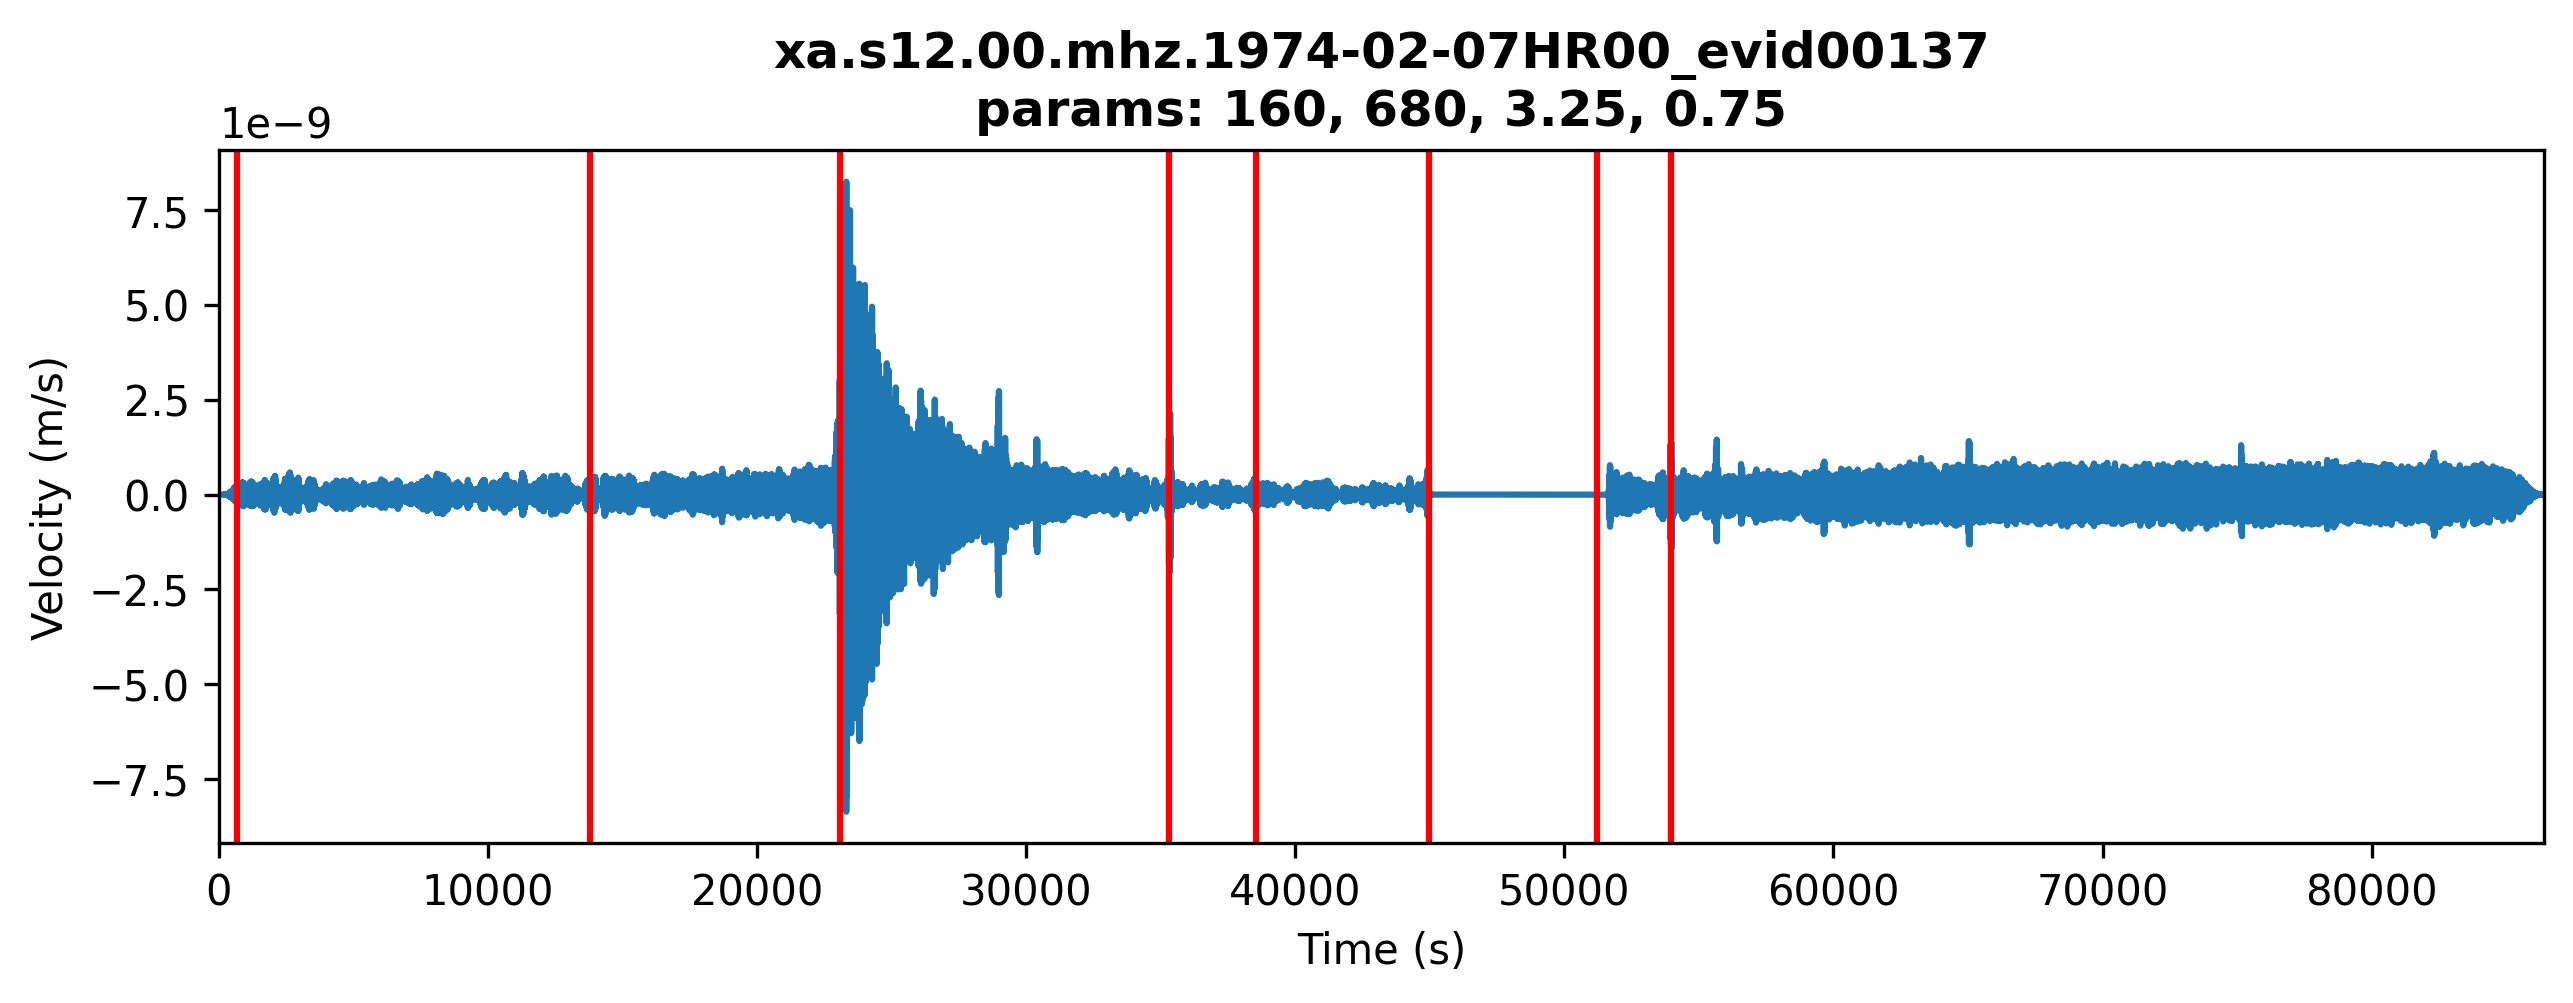 xa.s12.00.mhz.1974-02-07HR00_evid00137
params: 160, 680, 3.25, 0.75
1e−9
7.5
5.0
2.5
0.0
−2.5
−5.0
−7.5
Velocity (m/s)
0 10000 20000 30000 40000 50000 60000 70000 80000
Time (s)